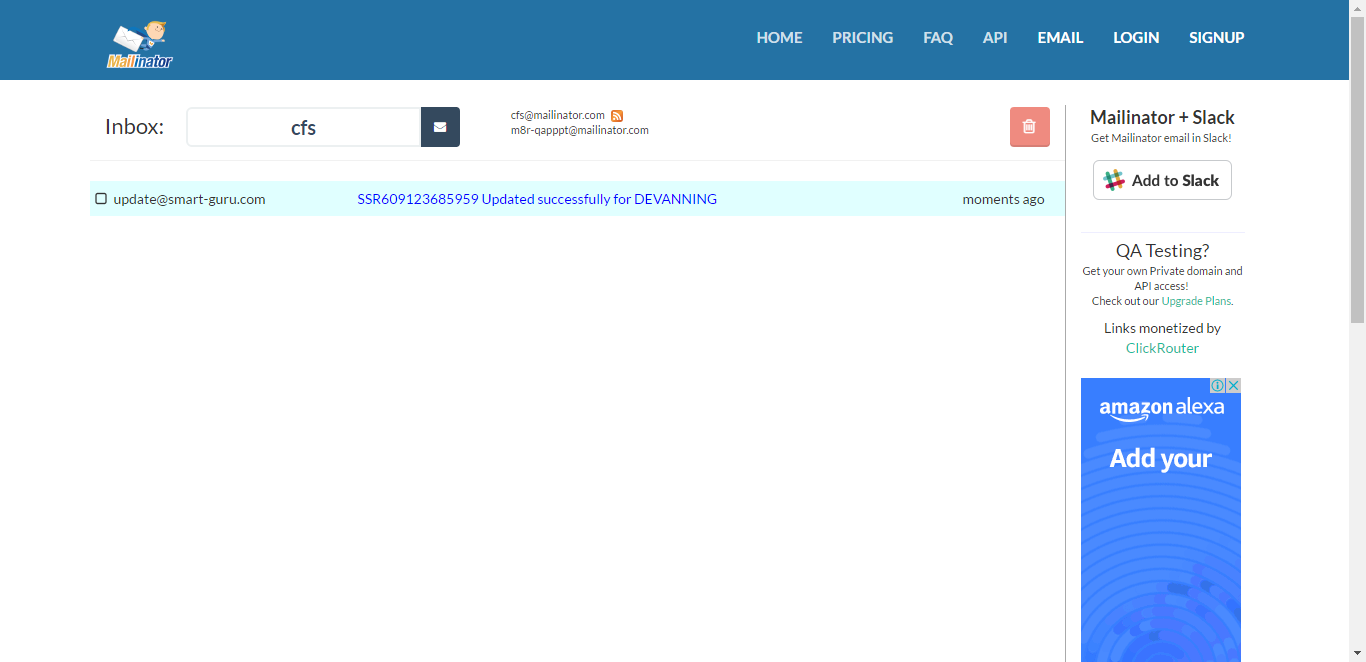 Mailinator
HOME PRICING FAQ API EMAIL LOGIN SIGNUP
Inbox: cfs
cfs@mailinator.com
m8r-qapppt@mailinator.com
update@smart-guru.com SSR609123685959 Updated successfully for DEVANNING moments ago
Mailinator + Slack
Get Mailinator email in Slack!
Add to Slack
QA Testing?
Get your own Private domain and
API access!
Check out our Upgrade Plans.
Links monetized by
ClickRouter
amazon alexa
Add your